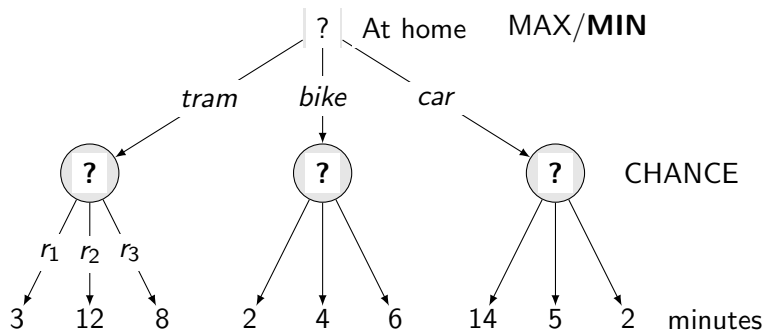 ? At home MAX/MIN
tram bike car
? ? ? CHANCE
r1 r2 r3
3 12 8 2 4 6 14 5 2 minutes